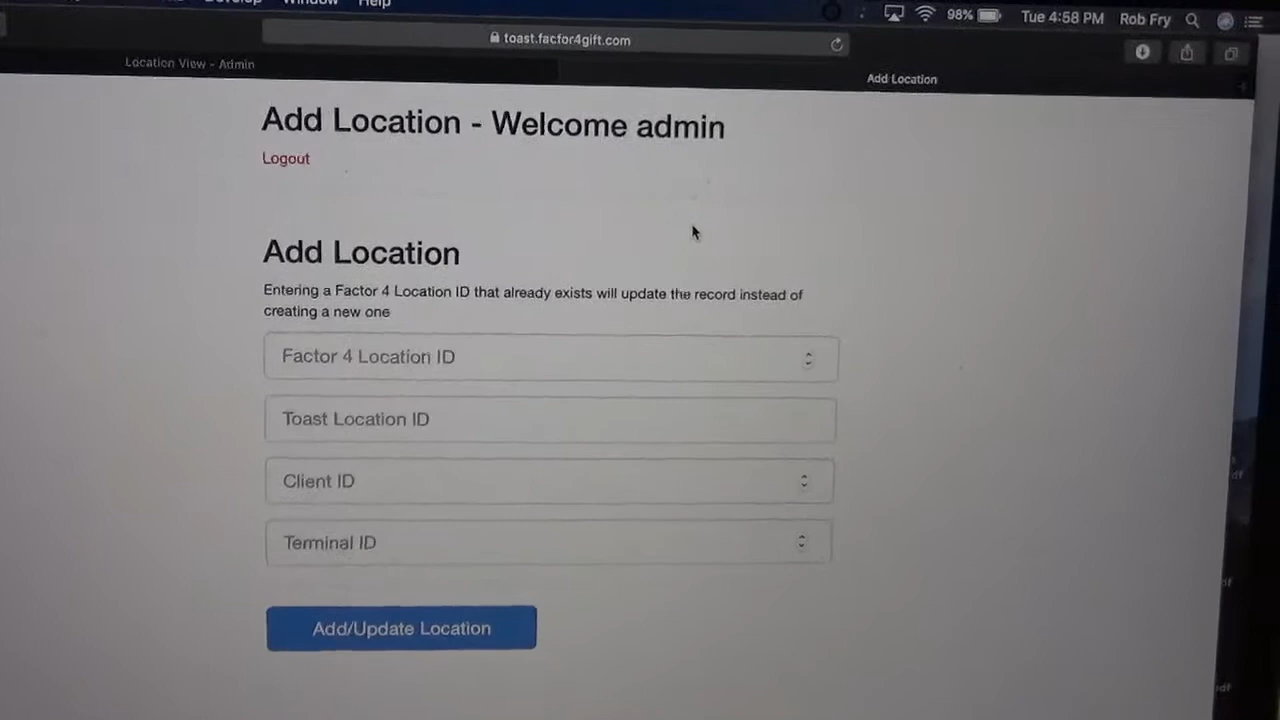 Window Help
98% Tue 4:58 PM Rob Fry
toast.factor4gift.com
Location View - Admin
Add Location
Add Location - Welcome admin
Logout
Add Location
Entering a Factor 4 Location ID that already exists will update the record instead of
creating a new one
Factor 4 Location ID
Toast Location ID
Client ID
Terminal ID
Add/Update Location